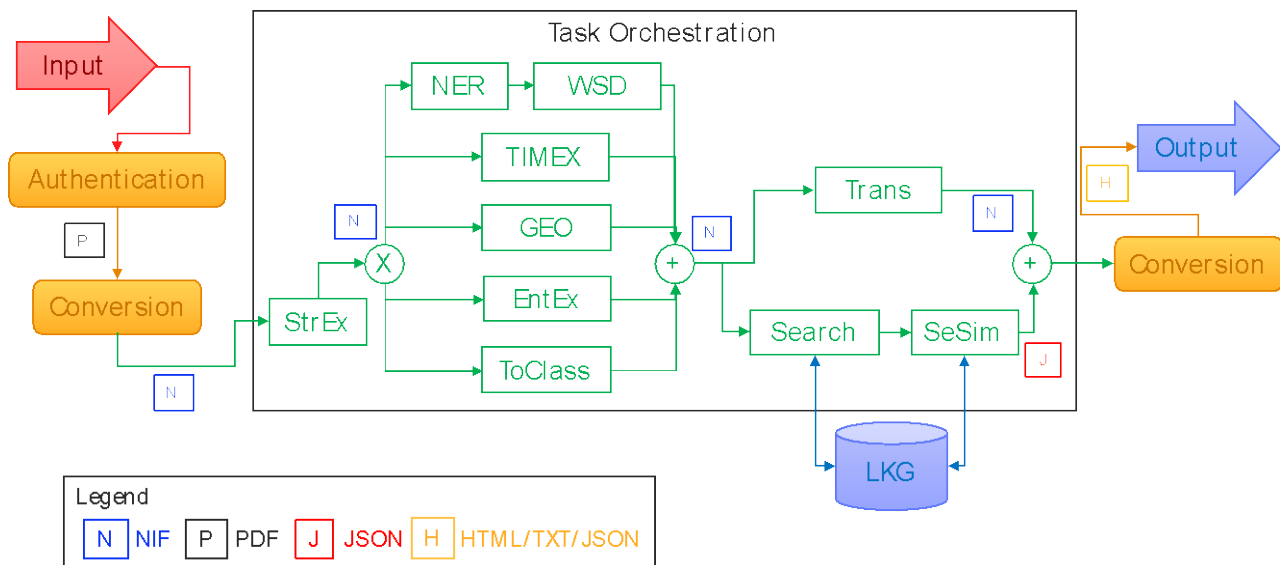 Task Orchestration
Input
NER
WSD
TIMEX
Output
Authentication
Trans
H
N
GEO
N
N
P
X
+
+
Conversion
Conversion
EntEx
StrEx
Search
SeSim
ToClass
J
N
LKG
Legend
N NIF P PDF J JSON H HTML/TXT/JSON